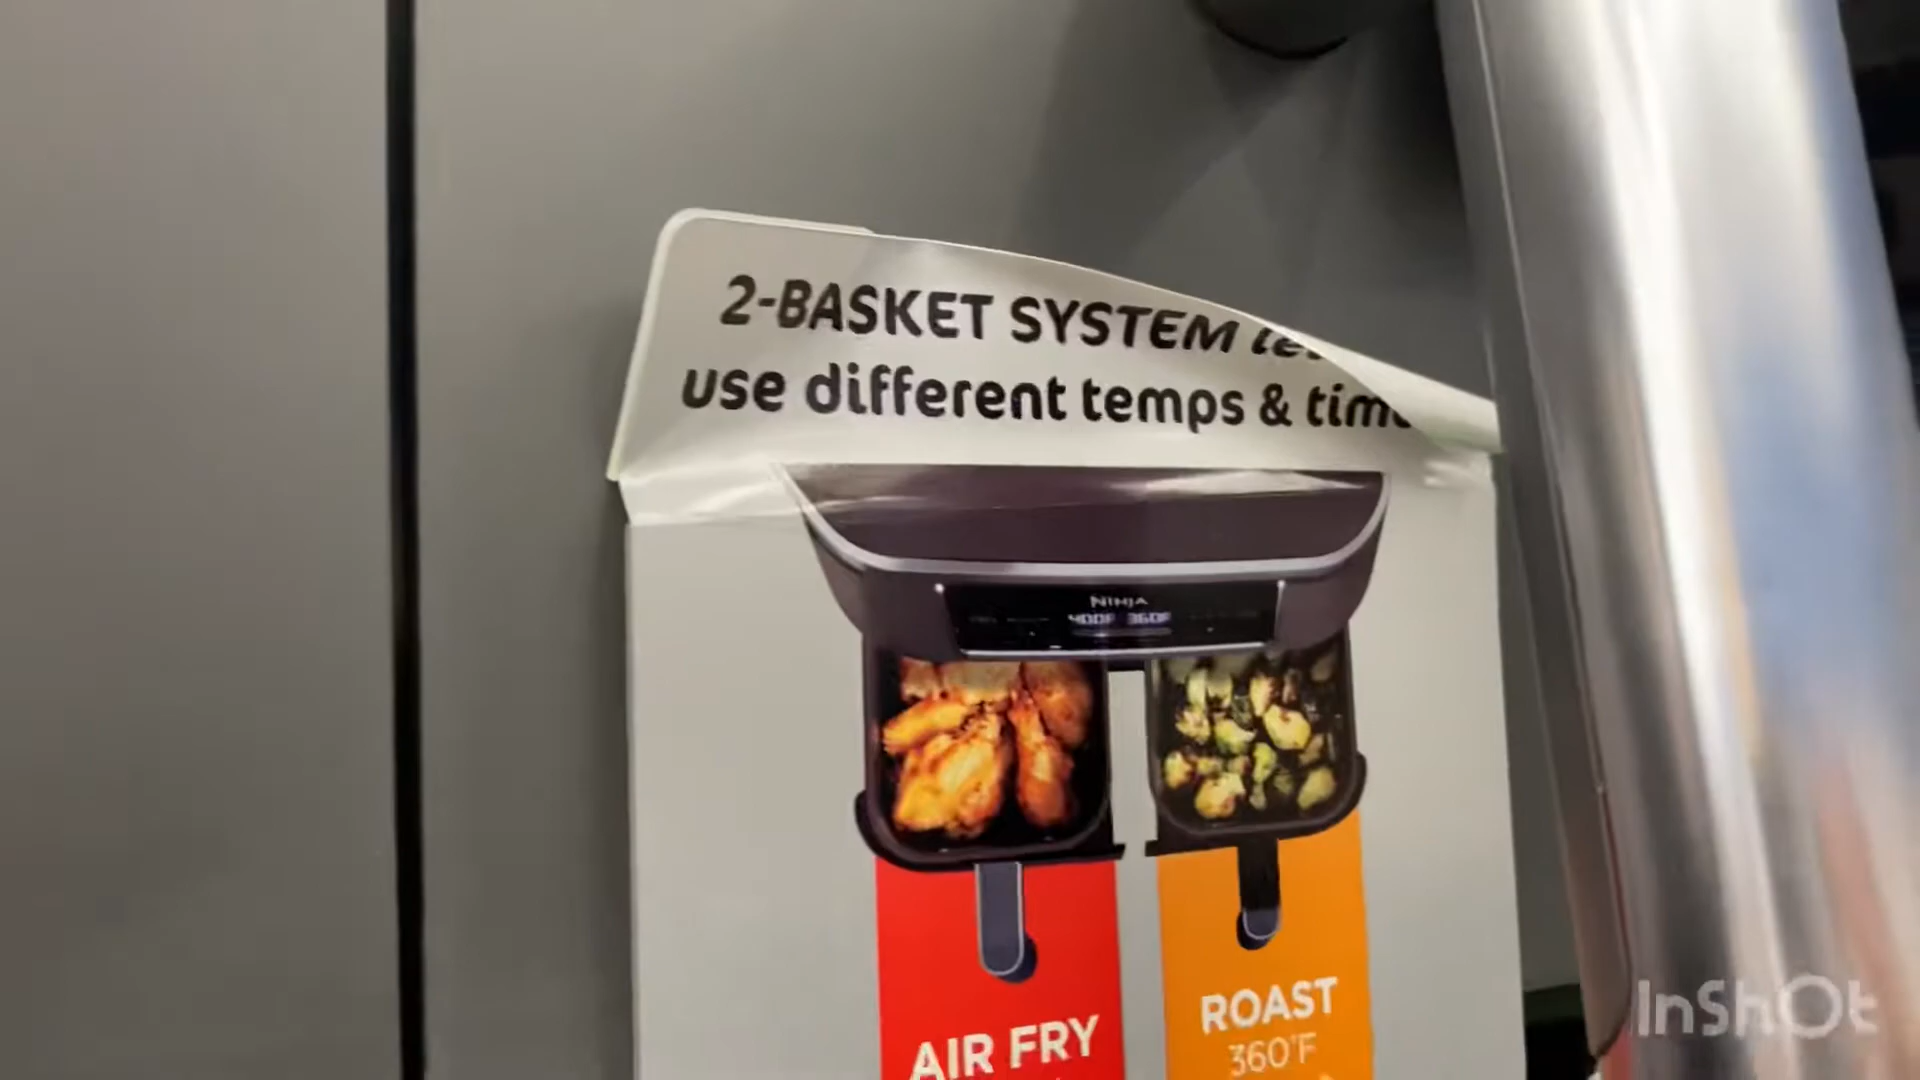 2-BASKET SYSTEM
use different temps &
NINJA
400F 360F
AIR FRY
ROAST
360°F
InShOt